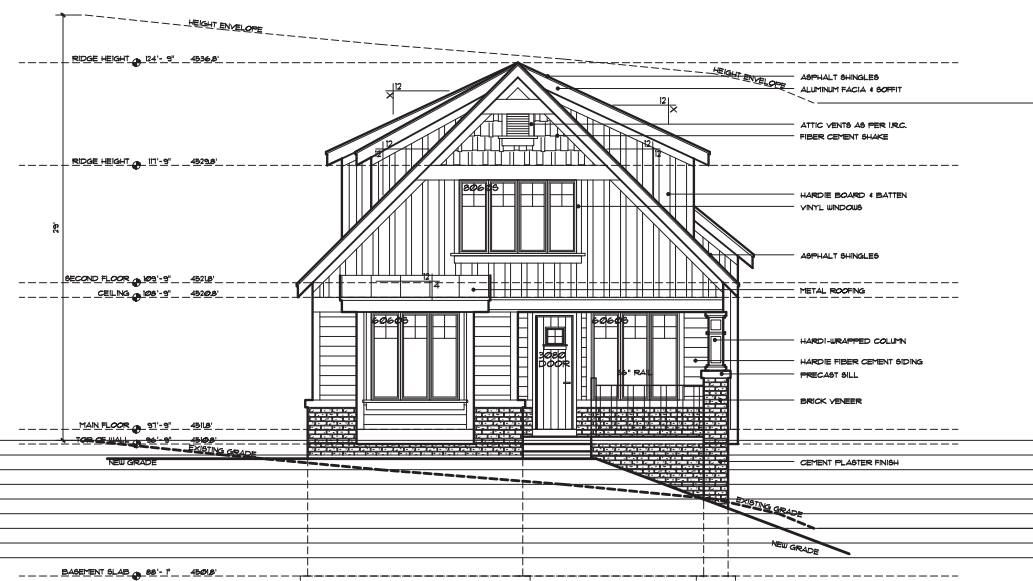 HEIGHT ENVELOPE
RIDGE HEIGHT 124'- 9" 4536.8'
HEIGHT ENVELOPE
ASPHALT SHINGLES
ALUMINUM FACIA & SOFFIT
12
X
12
X
ATTIC VENTS AS PER I.R.C.
FIBER CEMENT SHAKE
12
12
RIDGE HEIGHT 111'- 9" 4523.8'
80605
HARDIE BOARD & BATTEN
VINYL WINDOWS
29'
ASPHALT SHINGLES
SECOND FLOOR 109'- 9" 4521.8'
12
4
METAL ROOFING
CEILING 108'- 9" 4520.8'
60605
60605
3080
DOOR
HARDI-WRAPPED COLUMN
HARDIE FIBER CEMENT SIDING
36" RAIL
PRECAST SILL
BRICK VENEER
MAIN FLOOR 97'- 9" 4511.8'
TOP OF WALL 96'- 9" 4510.8'
EXISTING GRADE
NEW GRADE
CEMENT PLASTER FINISH
EXISTING GRADE
NEW GRADE
BASEMENT SLAB 88'- 1" 4501.8'